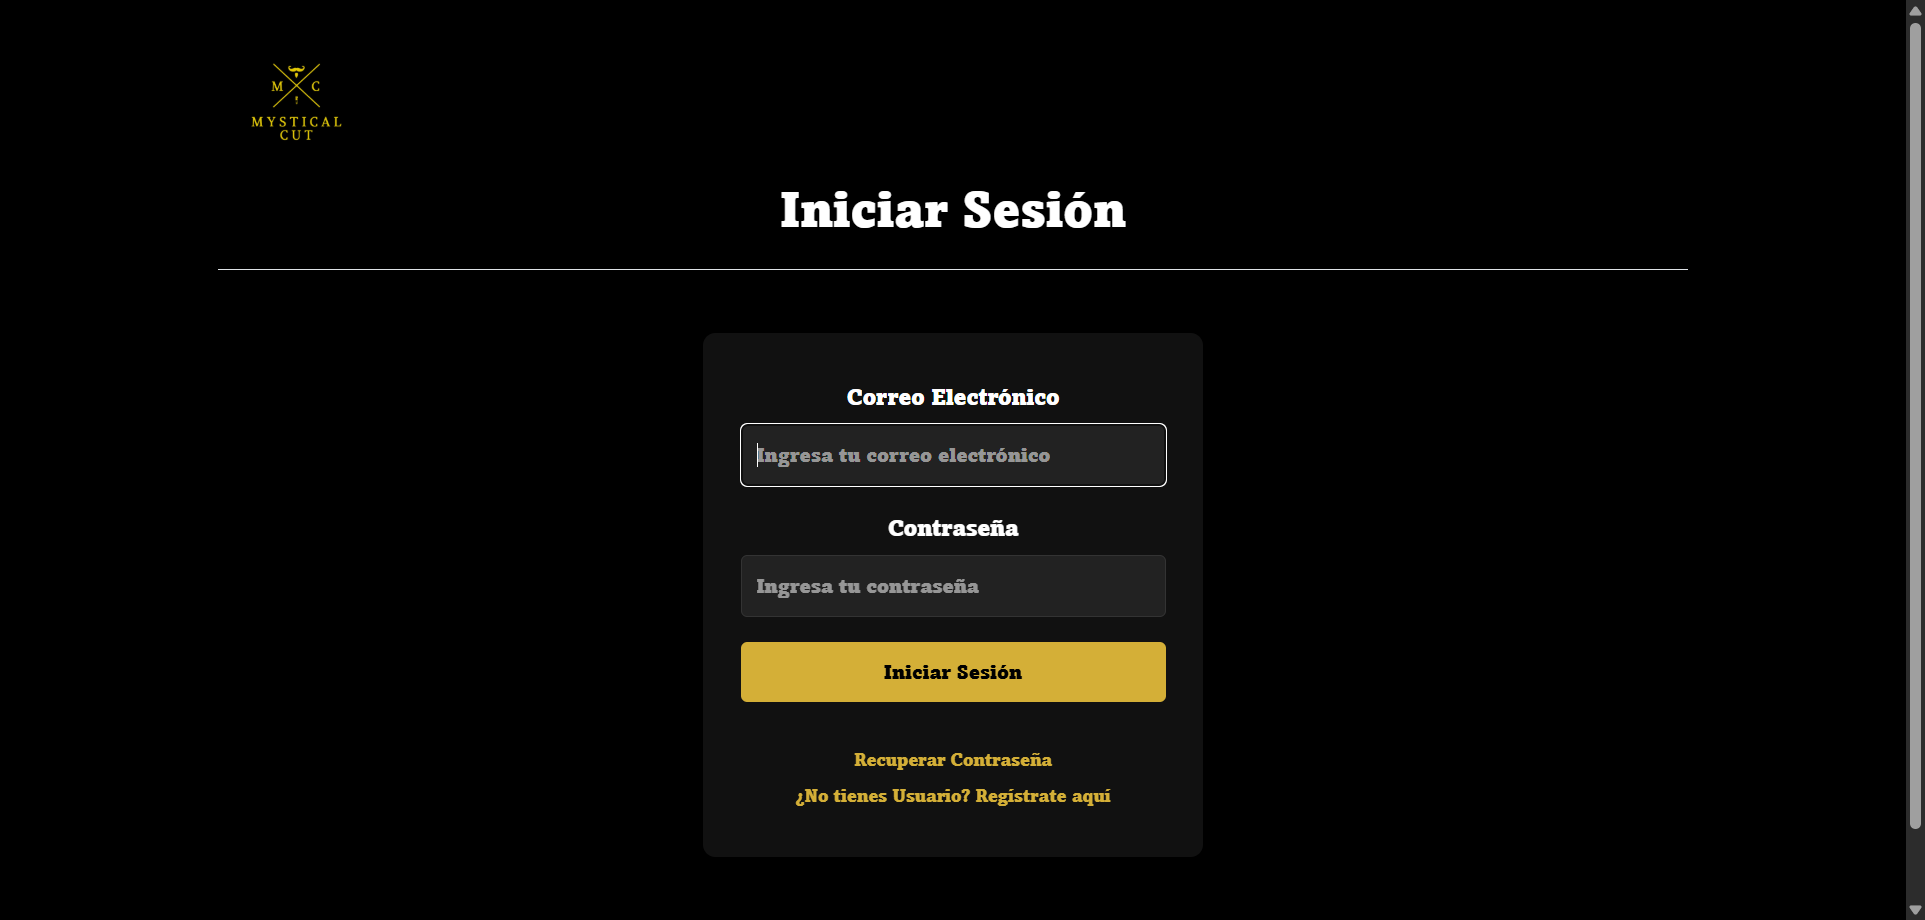 M C
MYSTICAL
CUT
Iniciar Sesión
Correo Electrónico
Ingresa tu correo electrónico
Contraseña
Ingresa tu contraseña
Iniciar Sesión
Recuperar Contraseña
¿No tienes Usuario? Regístrate aquí